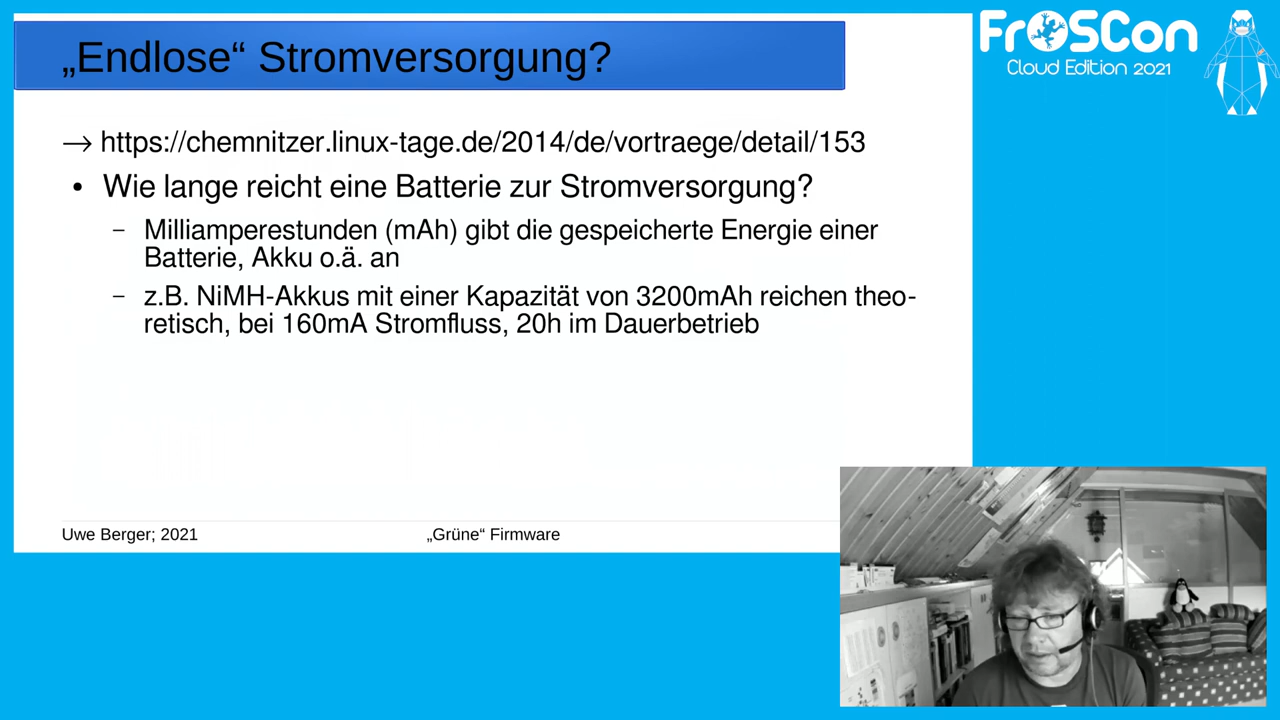 „Endlose“ Stromversorgung?
FrOSCon
Cloud Edition 2021
→ https://chemnitzer.linux-tage.de/2014/de/vortraege/detail/153
• Wie lange reicht eine Batterie zur Stromversorgung?
– Milliamperestunden (mAh) gibt die gespeicherte Energie einer
Batterie, Akku o.ä. an
– z.B. NiMH-Akkus mit einer Kapazität von 3200mAh reichen theo-
retisch, bei 160mA Stromfluss, 20h im Dauerbetrieb
Uwe Berger; 2021
„Grüne“ Firmware